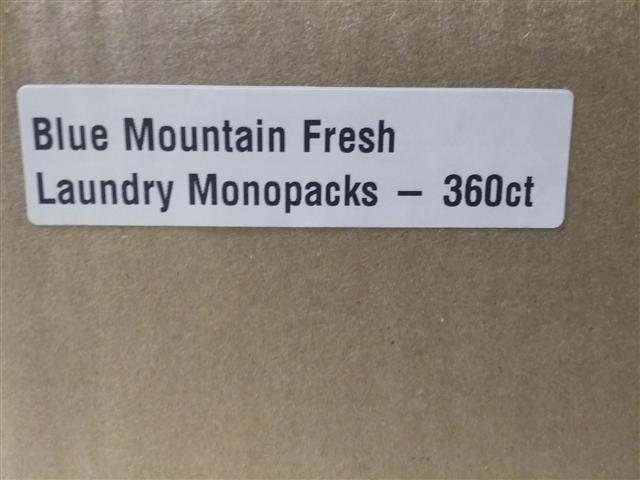 Blue Mountain Fresh
Laundry Monopacks – 360ct